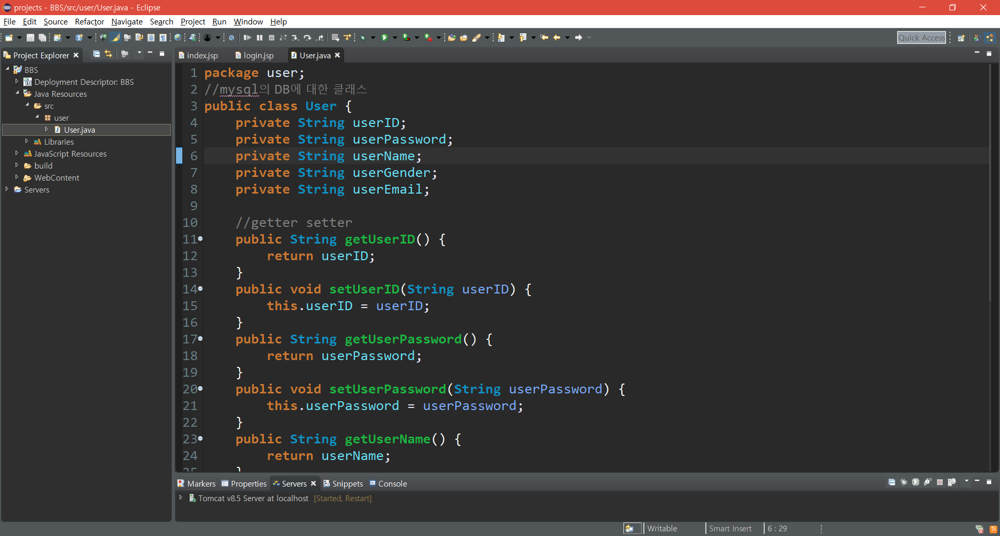 projects - BBS/src/user/User.java - Eclipse
File Edit Source Refactor Navigate Search Project Run Window Help
Quick Access
Project Explorer
BBS
Deployment Descriptor: BBS
Java Resources
src
user
User.java
Libraries
JavaScript Resources
build
WebContent
Servers
index.jsp login.jsp User.java
1 package user;
2 //mysql의 DB에 대한 클래스
3 public class User {
4 private String userID;
5 private String userPassword;
6 private String userName;
7 private String userGender;
8 private String userEmail;
9
10 //getter setter
11 public String getUserID() {
12 return userID;
13 }
14 public void setUserID(String userID) {
15 this.userID = userID;
16 }
17 public String getUserPassword() {
18 return userPassword;
19 }
20 public void setUserPassword(String userPassword) {
21 this.userPassword = userPassword;
22 }
23 public String getUserName() {
24 return userName;
25 }
Markers Properties Servers Snippets Console
Tomcat v8.5 Server at localhost [Started, Restart]
Writable Smart Insert 6 : 29